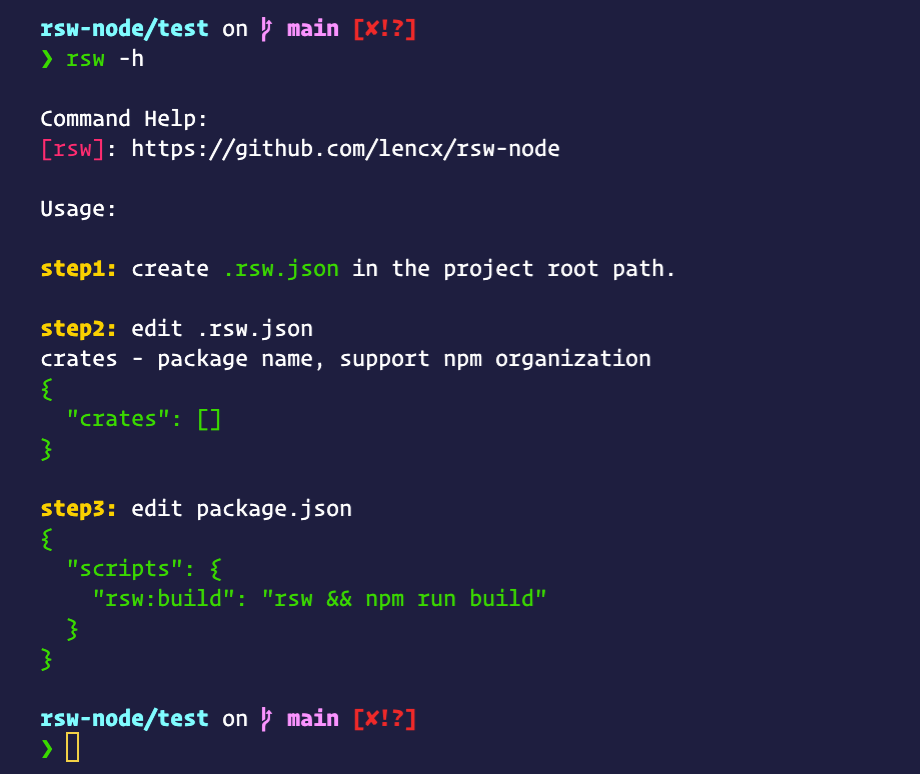 rsw-node/test on main [✘!?]
❯ rsw -h
Command Help:
[rsw]: https://github.com/lencx/rsw-node
Usage:
step1: create .rsw.json in the project root path.
step2: edit .rsw.json
crates - package name, support npm organization
{
  "crates": []
}
step3: edit package.json
{
  "scripts": {
    "rsw:build": "rsw && npm run build"
  }
}
rsw-node/test on main [✘!?]
❯